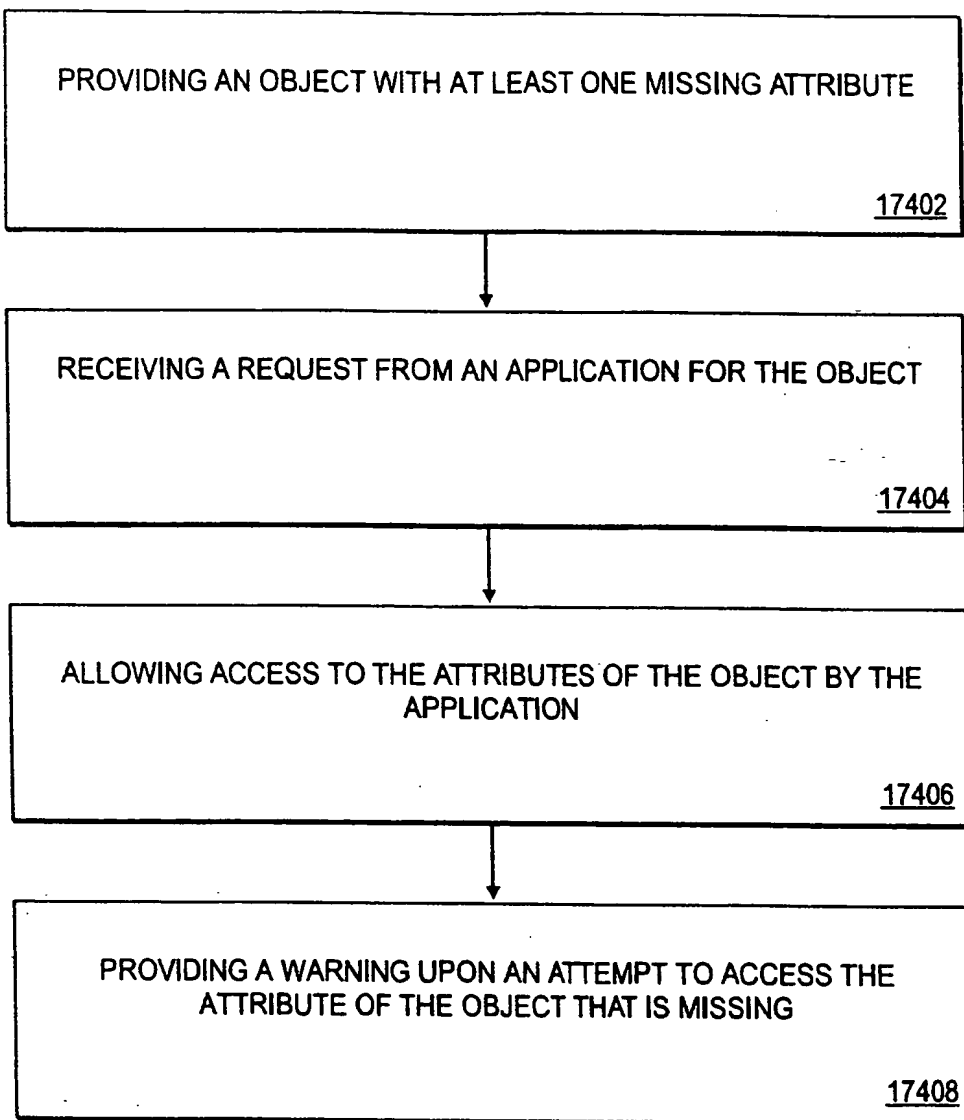 PROVIDING AN OBJECT WITH AT LEAST ONE MISSING ATTRIBUTE
17402
RECEIVING A REQUEST FROM AN APPLICATION FOR THE OBJECT
17404
ALLOWING ACCESS TO THE ATTRIBUTES OF THE OBJECT BY THE
APPLICATION
17406
PROVIDING A WARNING UPON AN ATTEMPT TO ACCESS THE
ATTRIBUTE OF THE OBJECT THAT IS MISSING
17408